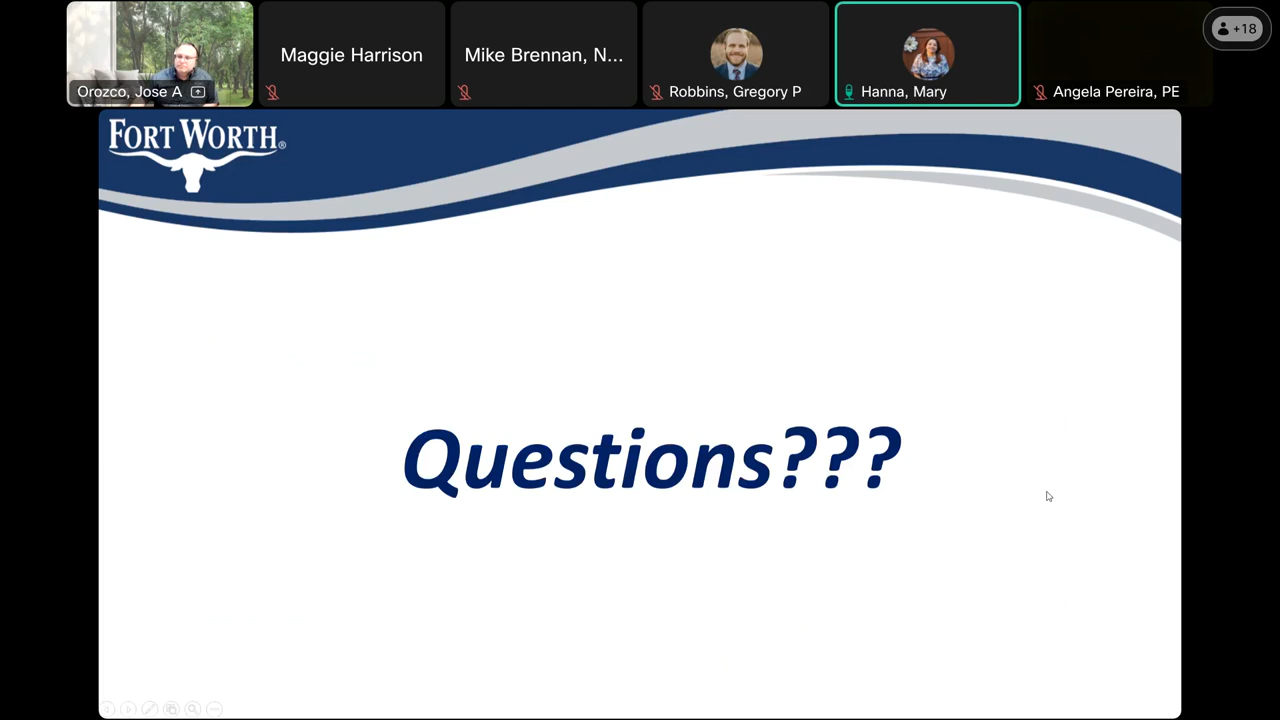 Maggie Harrison
Mike Brennan, N...
+18
Orozco, Jose A
Robbins, Gregory P
Hanna, Mary
Angela Pereira, PE
FORT WORTH®
Questions???